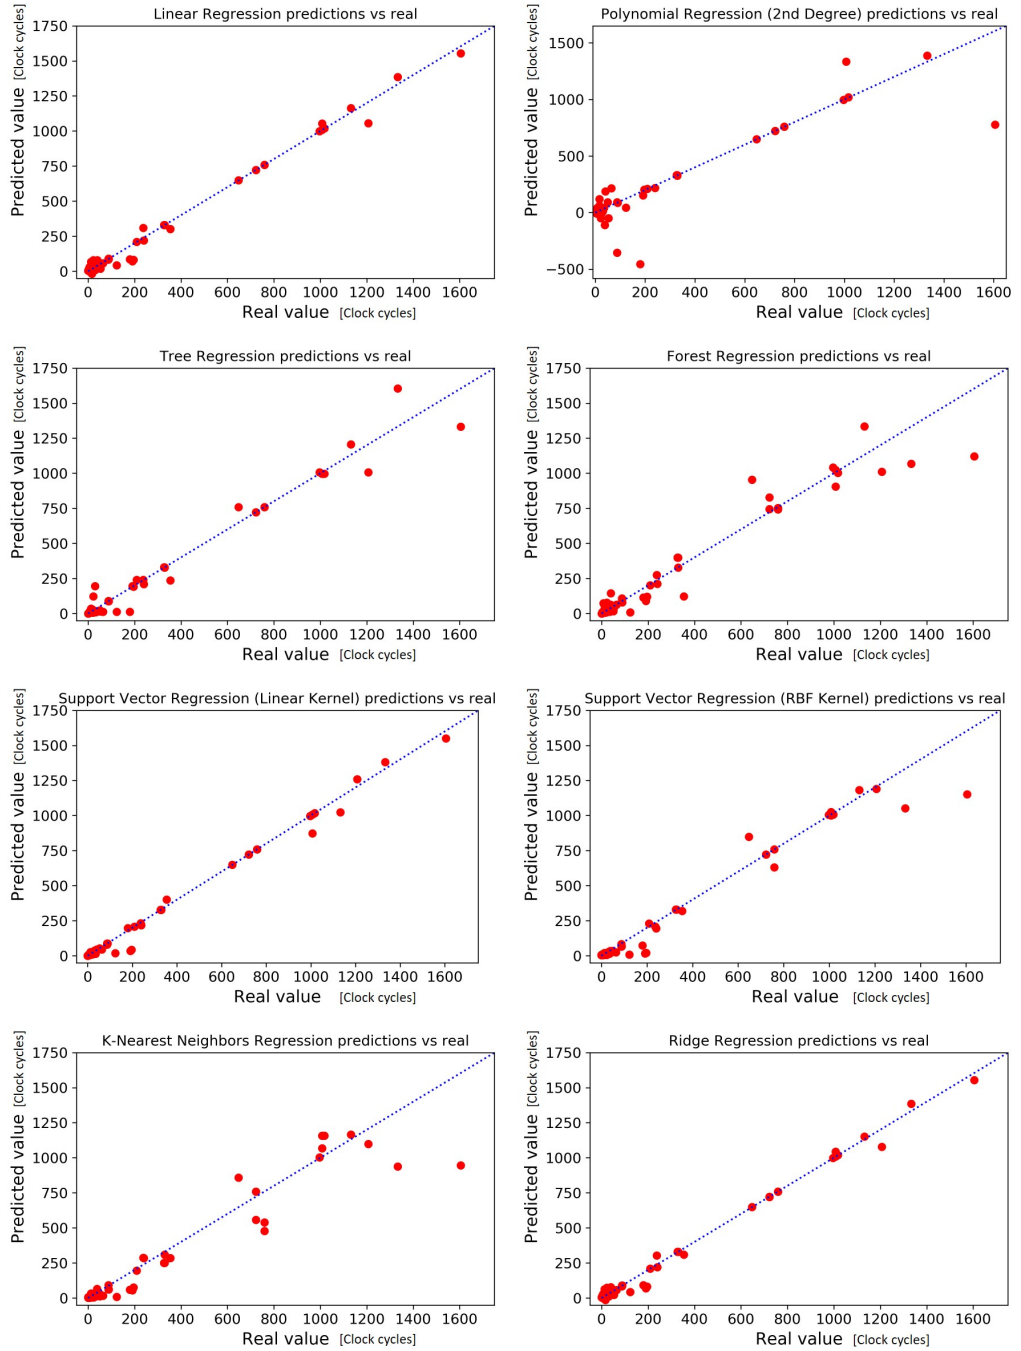 Linear Regression predictions vs real
Predicted value [Clock cycles]
1750
1500
1250
1000
750
500
250
0
0 200 400 600 800 1000 1200 1400 1600
Real value [Clock cycles]
Polynomial Regression (2nd Degree) predictions vs real
Predicted value [Clock cycles]
1500
1000
500
0
−500
0 200 400 600 800 1000 1200 1400 1600
Real value [Clock cycles]
Tree Regression predictions vs real
Predicted value [Clock cycles]
1750
1500
1250
1000
750
500
250
0
0 200 400 600 800 1000 1200 1400 1600
Real value [Clock cycles]
Forest Regression predictions vs real
Predicted value [Clock cycles]
1750
1500
1250
1000
750
500
250
0
0 200 400 600 800 1000 1200 1400 1600
Real value [Clock cycles]
Support Vector Regression (Linear Kernel) predictions vs real
Predicted value [Clock cycles]
1750
1500
1250
1000
750
500
250
0
0 200 400 600 800 1000 1200 1400 1600
Real value [Clock cycles]
Support Vector Regression (RBF Kernel) predictions vs real
Predicted value [Clock cycles]
1750
1500
1250
1000
750
500
250
0
0 200 400 600 800 1000 1200 1400 1600
Real value [Clock cycles]
K-Nearest Neighbors Regression predictions vs real
Predicted value [Clock cycles]
1750
1500
1250
1000
750
500
250
0
0 200 400 600 800 1000 1200 1400 1600
Real value [Clock cycles]
Ridge Regression predictions vs real
Predicted value [Clock cycles]
1750
1500
1250
1000
750
500
250
0
0 200 400 600 800 1000 1200 1400 1600
Real value [Clock cycles]